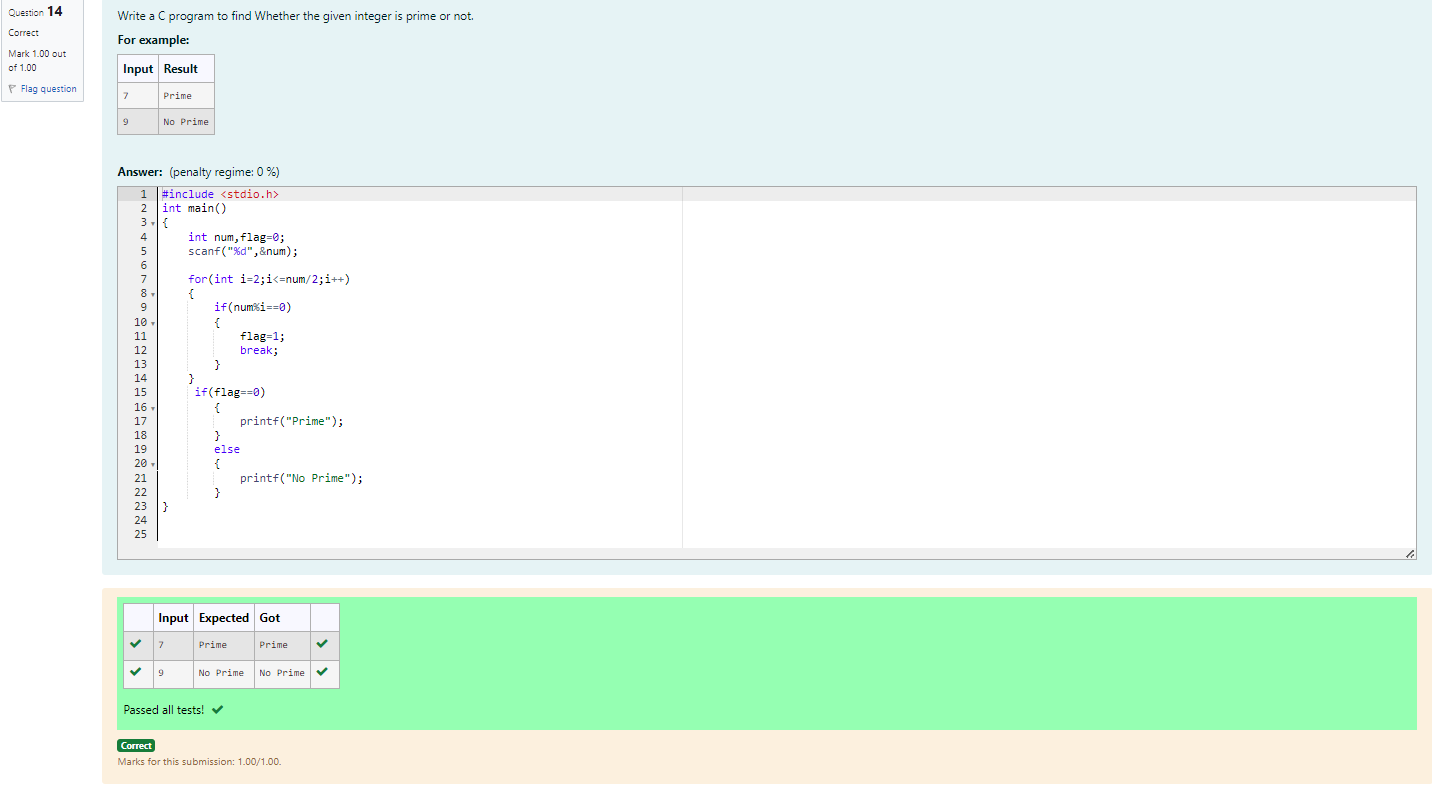 Question 14
Correct
Mark 1.00 out
of 1.00
Flag question
Write a C program to find Whether the given integer is prime or not.
For example:
Input Result
7 Prime
9 No Prime
Answer: (penalty regime: 0 %)
1 #include <stdio.h>
2 int main()
3 {
4 int num,flag=0;
5 scanf("%d",&num);
6
7 for(int i=2;i<=num/2;i++)
8 {
9 if(num%i==0)
10 {
11 flag=1;
12 break;
13 }
14 }
15 if(flag==0)
16 {
17 printf("Prime");
18 }
19 else
20 {
21 printf("No Prime");
22 }
23 }
24
25
Input Expected Got
7 Prime Prime
9 No Prime No Prime
Passed all tests!
Correct
Marks for this submission: 1.00/1.00.